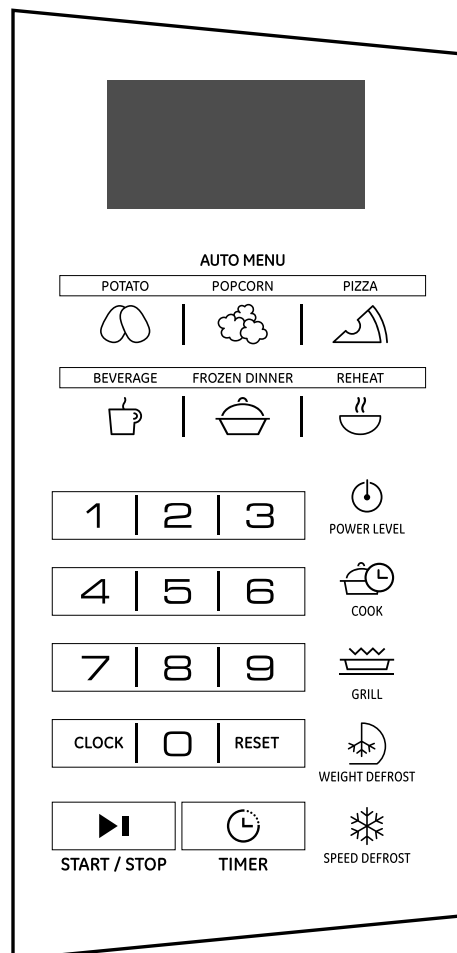 AUTO MENU
POTATO POPCORN PIZZA
BEVERAGE FROZEN DINNER REHEAT
1 2 3
POWER LEVEL
4 5 6
COOK
7 8 9
GRILL
CLOCK 0 RESET
WEIGHT DEFROST
START / STOP TIMER SPEED DEFROST